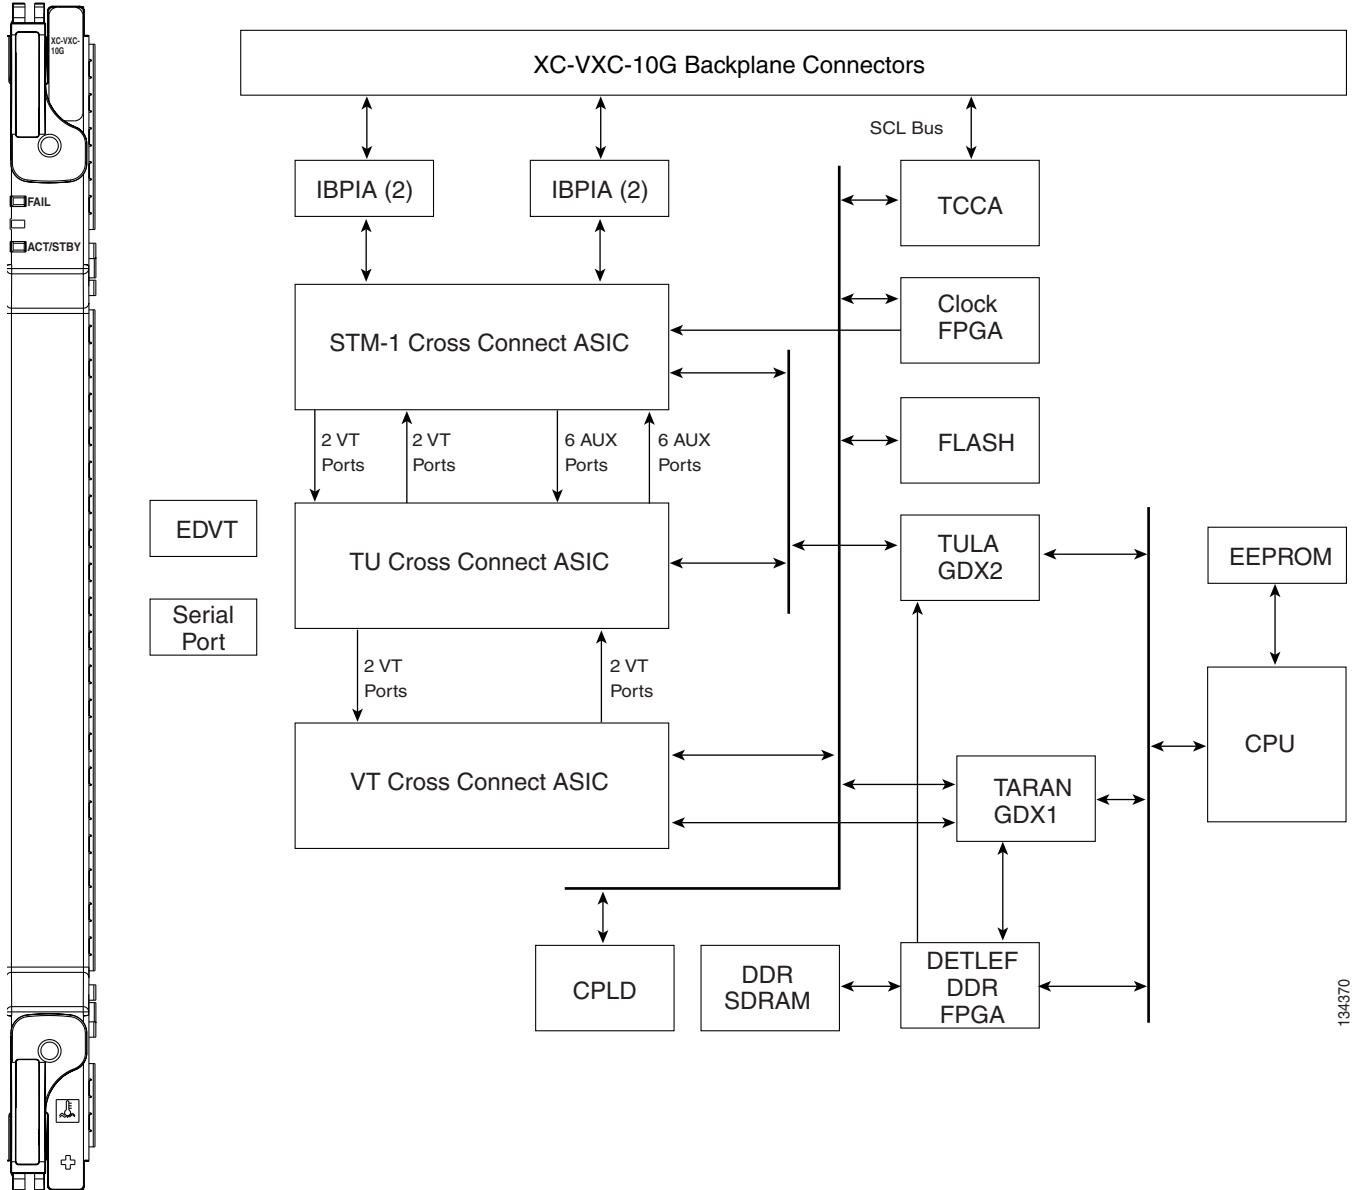 XC-VXC-
10G
FAIL
ACT/STBY
XC-VXC-10G Backplane Connectors
SCL Bus
IBPIA (2)
IBPIA (2)
TCCA
Clock
FPGA
STM-1 Cross Connect ASIC
2 VT
Ports
2 VT
Ports
6 AUX
Ports
6 AUX
Ports
FLASH
EDVT
Serial
Port
TU Cross Connect ASIC
TULA
GDX2
EEPROM
2 VT
Ports
2 VT
Ports
VT Cross Connect ASIC
CPU
TARAN
GDX1
CPLD
DDR
SDRAM
DETLEF
DDR
FPGA
134370